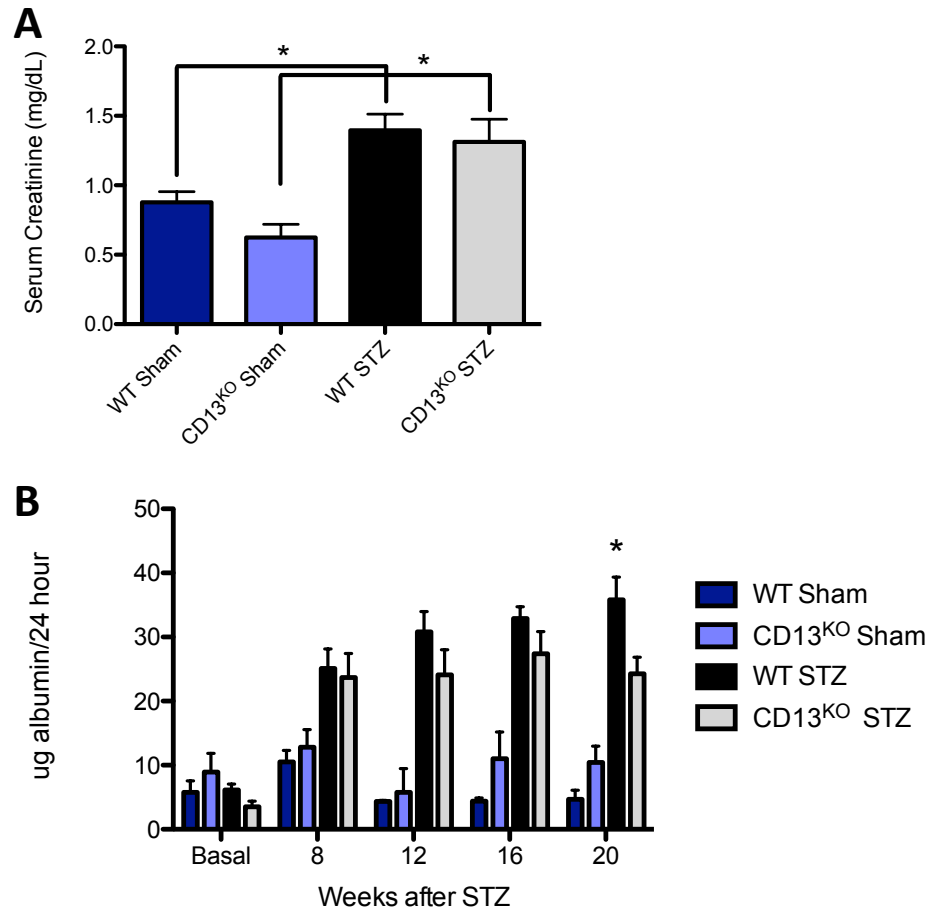 A
Serum Creatinine (mg/dL)
2.0
1.5
1.0
0.5
0.0
*
*
WT Sham
CD13KO Sham
WT STZ
CD13KO STZ
B
ug albumin/24 hour
50
40
30
20
10
0
*
Basal 8 12 16 20
Weeks after STZ
WT Sham
CD13KO Sham
WT STZ
CD13KO STZ